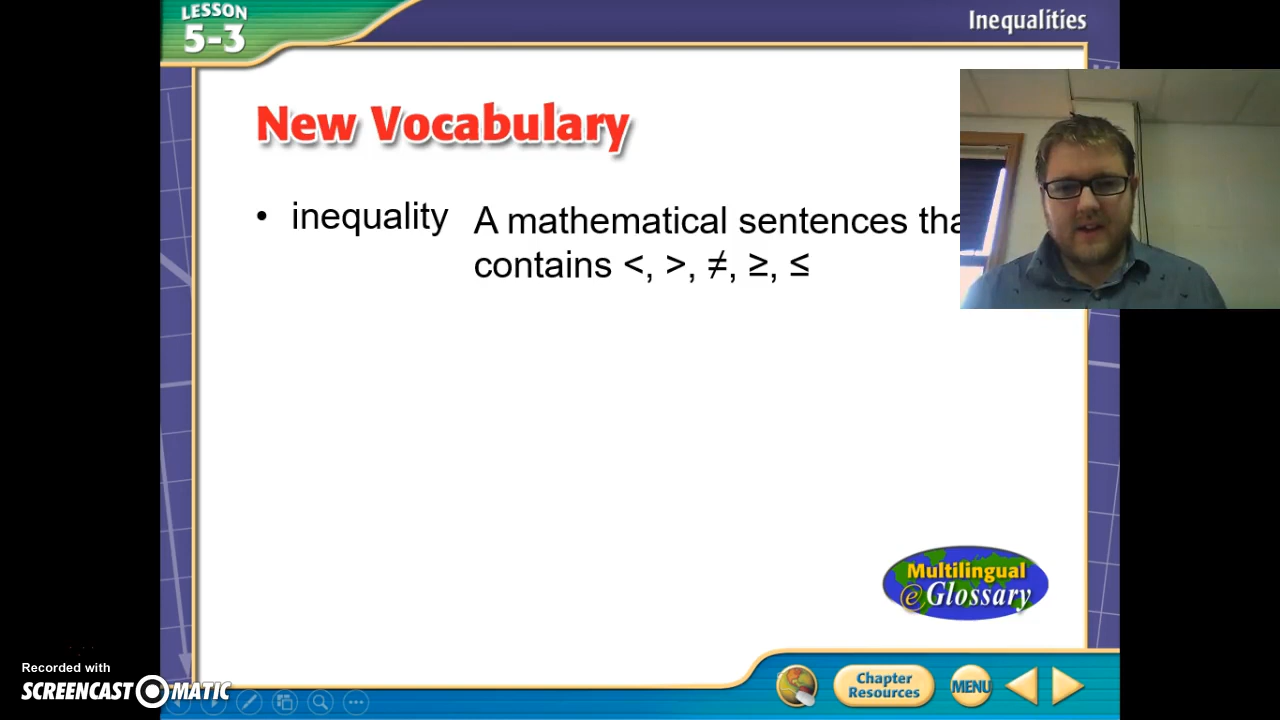 LESSON
5-3
Inequalities
New Vocabulary
• inequality
A mathematical sentences
contains <, >, ≠, ≥, ≤
Multilingual
eGlossary
Chapter
Resources
MENU
Recorded with
SCREENCAST MATIC